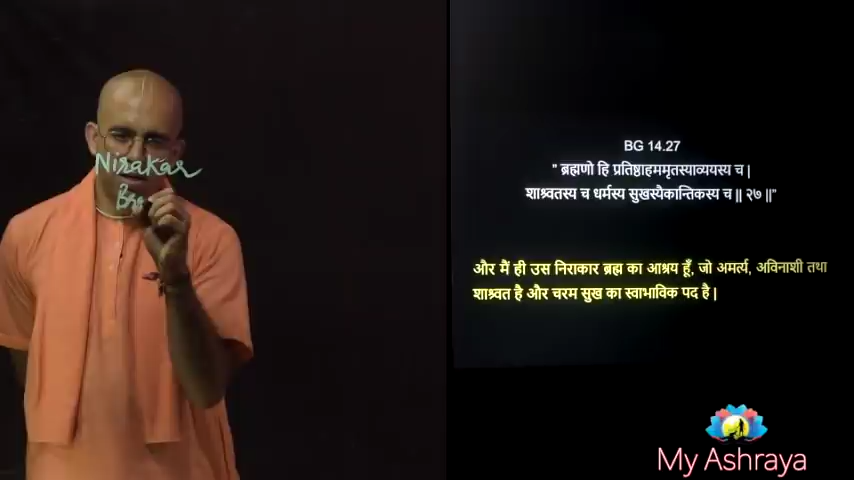 Nirakar
BG 14.27
" ब्रह्मणो हि प्रतिष्ठाहममृतस्याव्ययस्य च |
शाश्र्वतस्य च धर्मस्य सुखस्यैकान्तिकस्य च || २७ ||"
और मैं ही उस निराकार ब्रह्म का आश्रय हूँ, जो अमर्त्य, अविनाशी तथा
शाश्र्वत है और चरम सुख का स्वाभाविक पद है |
My Ashraya